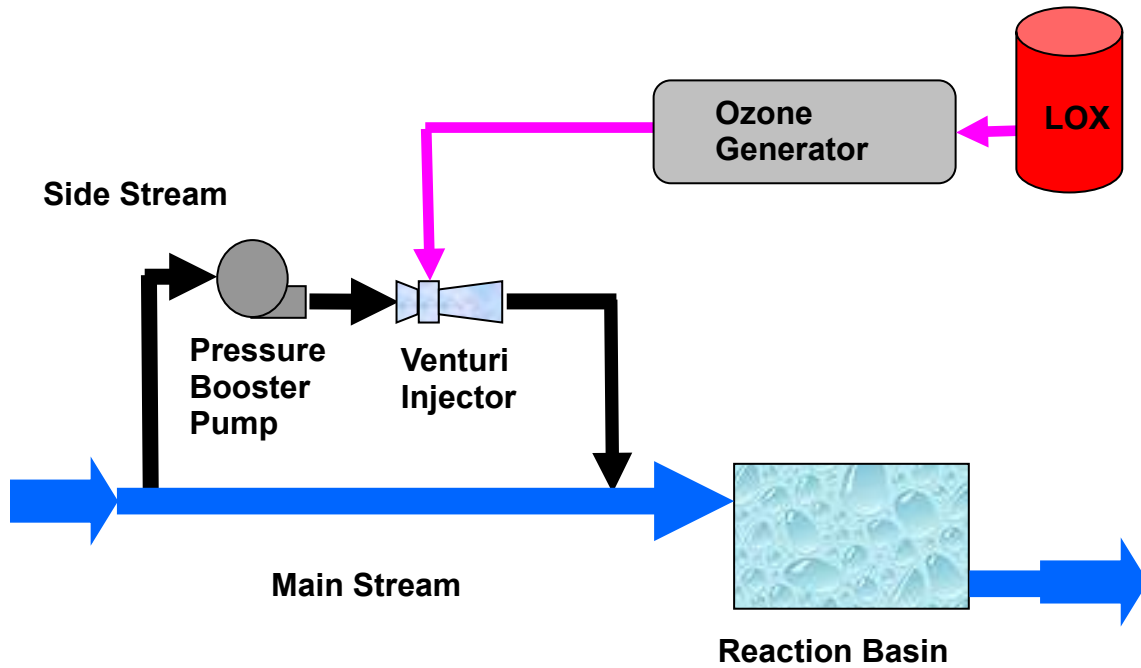 Ozone
Generator
LOX
Side Stream
Pressure
Booster
Pump
Venturi
Injector
Main Stream
Reaction Basin